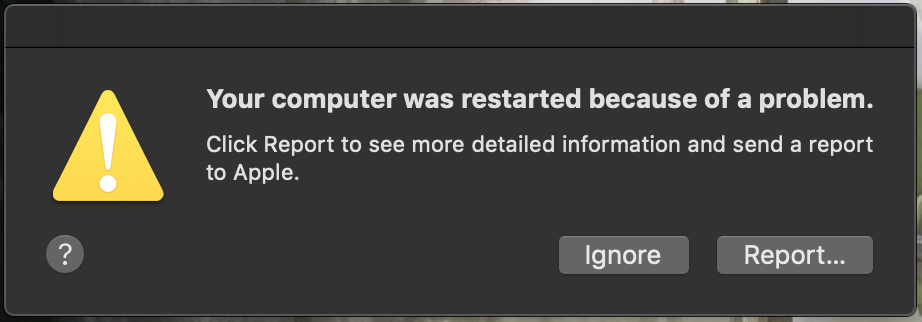 Your computer was restarted because of a problem.
Click Report to see more detailed information and send a report
to Apple.
?
Ignore
Report...